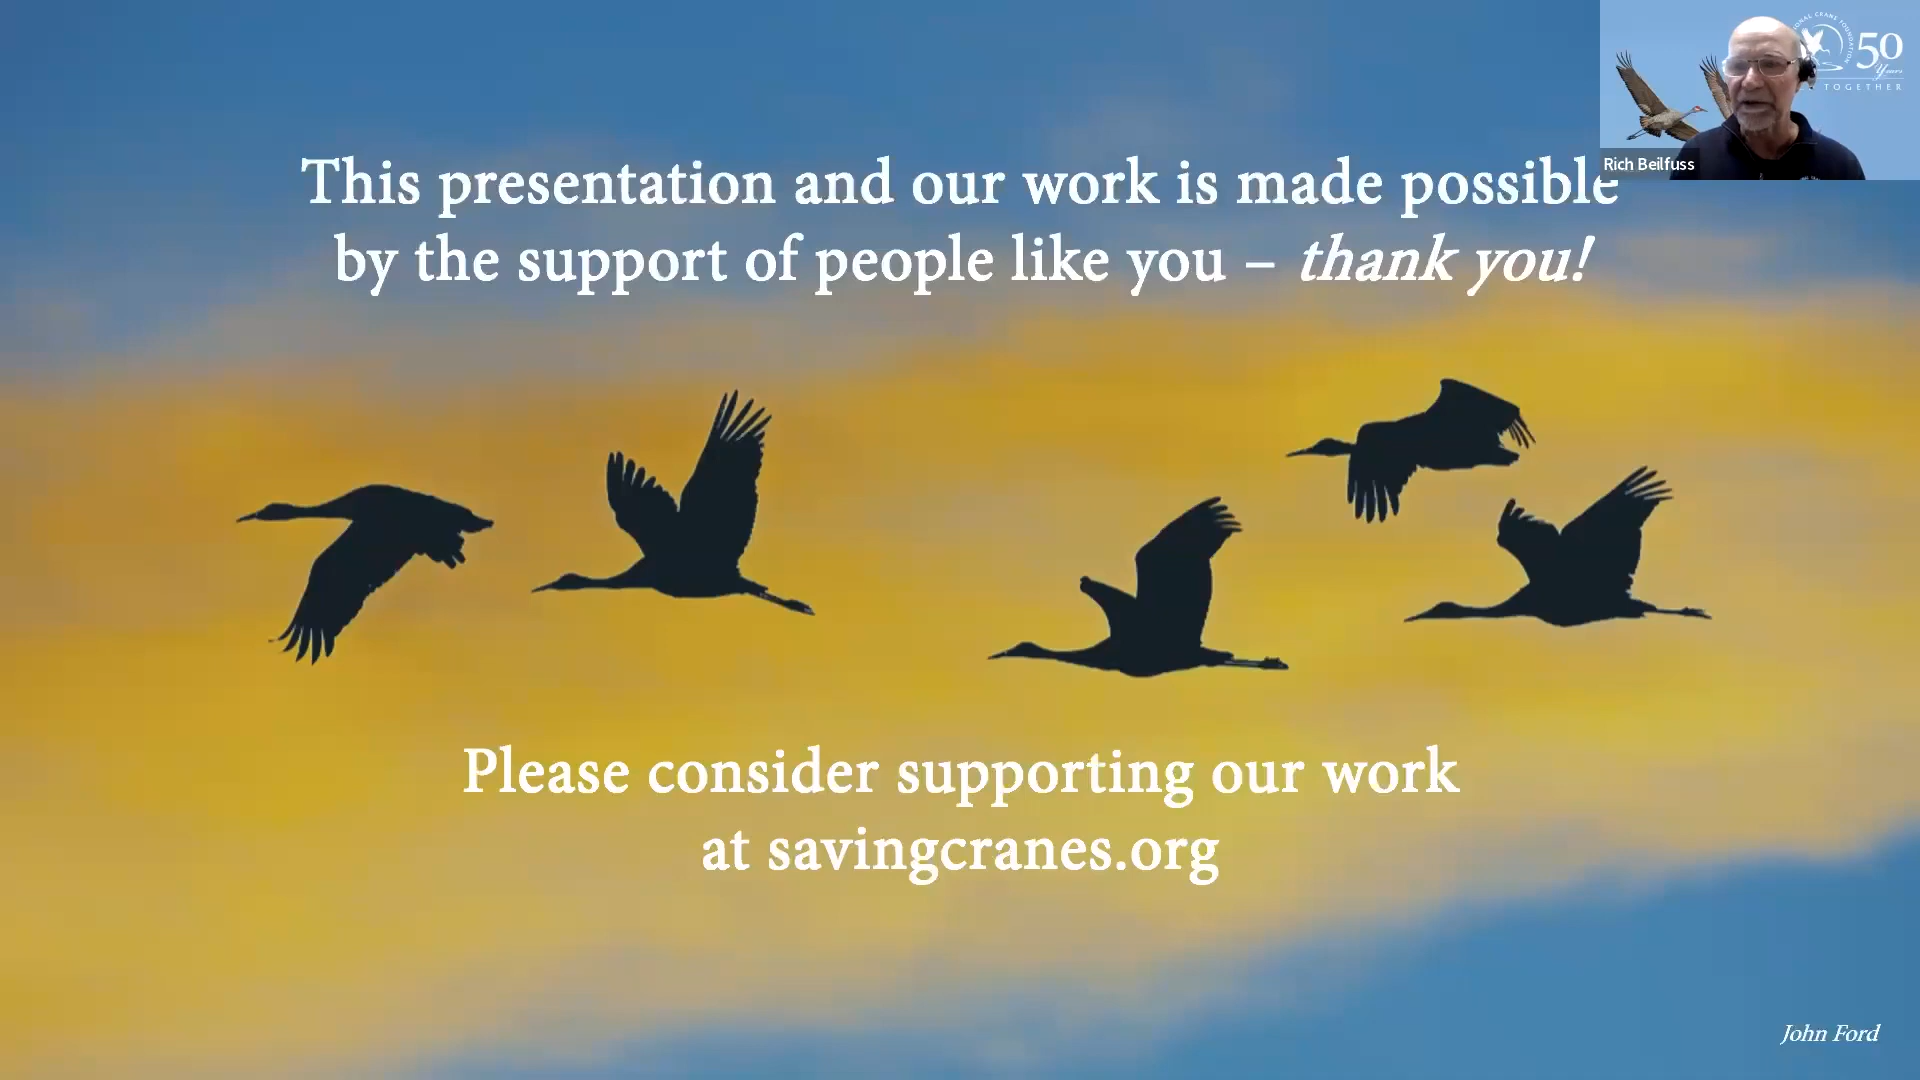 This presentation and our work is made possible
by the support of people like you – thank you!
50
Years
TOGETHER
Rich Beilfuss
Please consider supporting our work
at savingcranes.org
John Ford